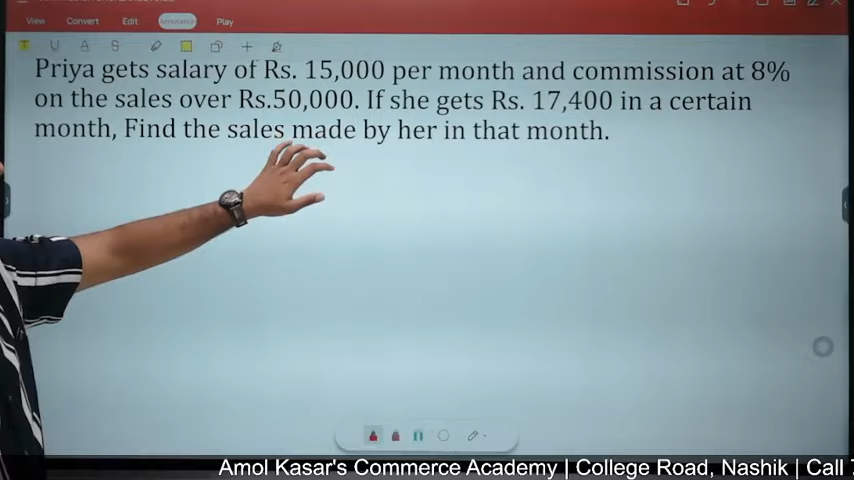 View Convert Edit Annotation Play
T U A S
Priya gets salary of Rs. 15,000 per month and commission at 8%
on the sales over Rs.50,000. If she gets Rs. 17,400 in a certain
month, Find the sales made by her in that month.
Amol Kasar's Commerce Academy | College Road, Nashik | Call 7